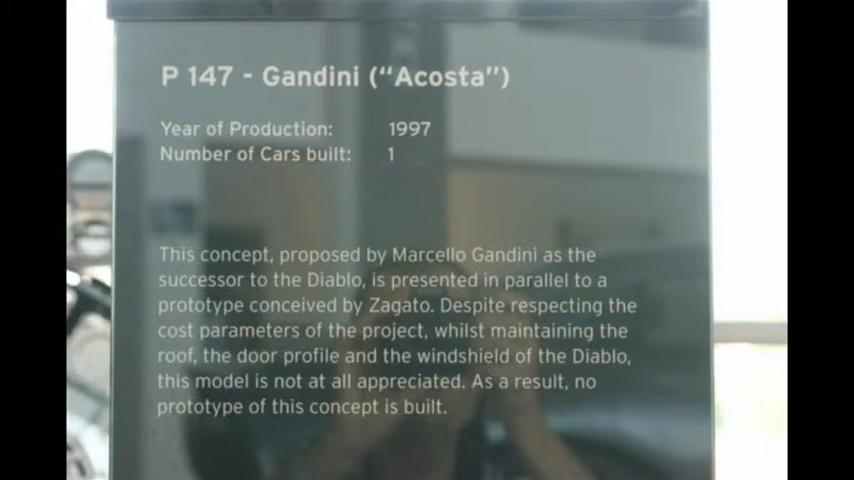 P 147 - Gandini (“Acosta”)
Year of Production: 1997
Number of Cars built: 1
This concept, proposed by Marcello Gandini as the
successor to the Diablo, is presented in parallel to a
prototype conceived by Zagato. Despite respecting the
cost parameters of the project, whilst maintaining the
roof, the door profile and the windshield of the Diablo,
this model is not at all appreciated. As a result, no
prototype of this concept is built.